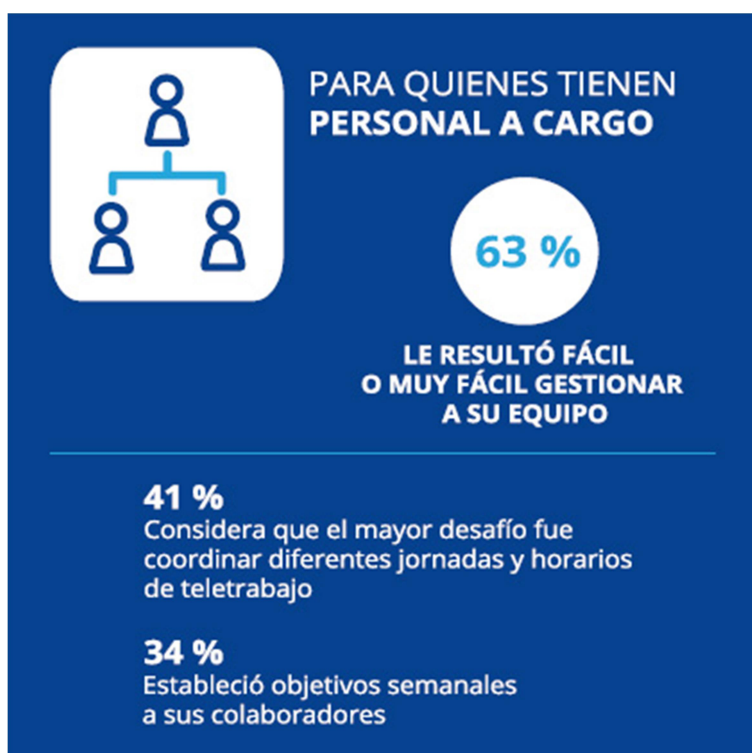 PARA QUIENES TIENEN
PERSONAL A CARGO
63 %
LE RESULTÓ FÁCIL
O MUY FÁCIL GESTIONAR
A SU EQUIPO
41 %
Considera que el mayor desafío fue
coordinar diferentes jornadas y horarios
de teletrabajo
34 %
Estableció objetivos semanales
a sus colaboradores